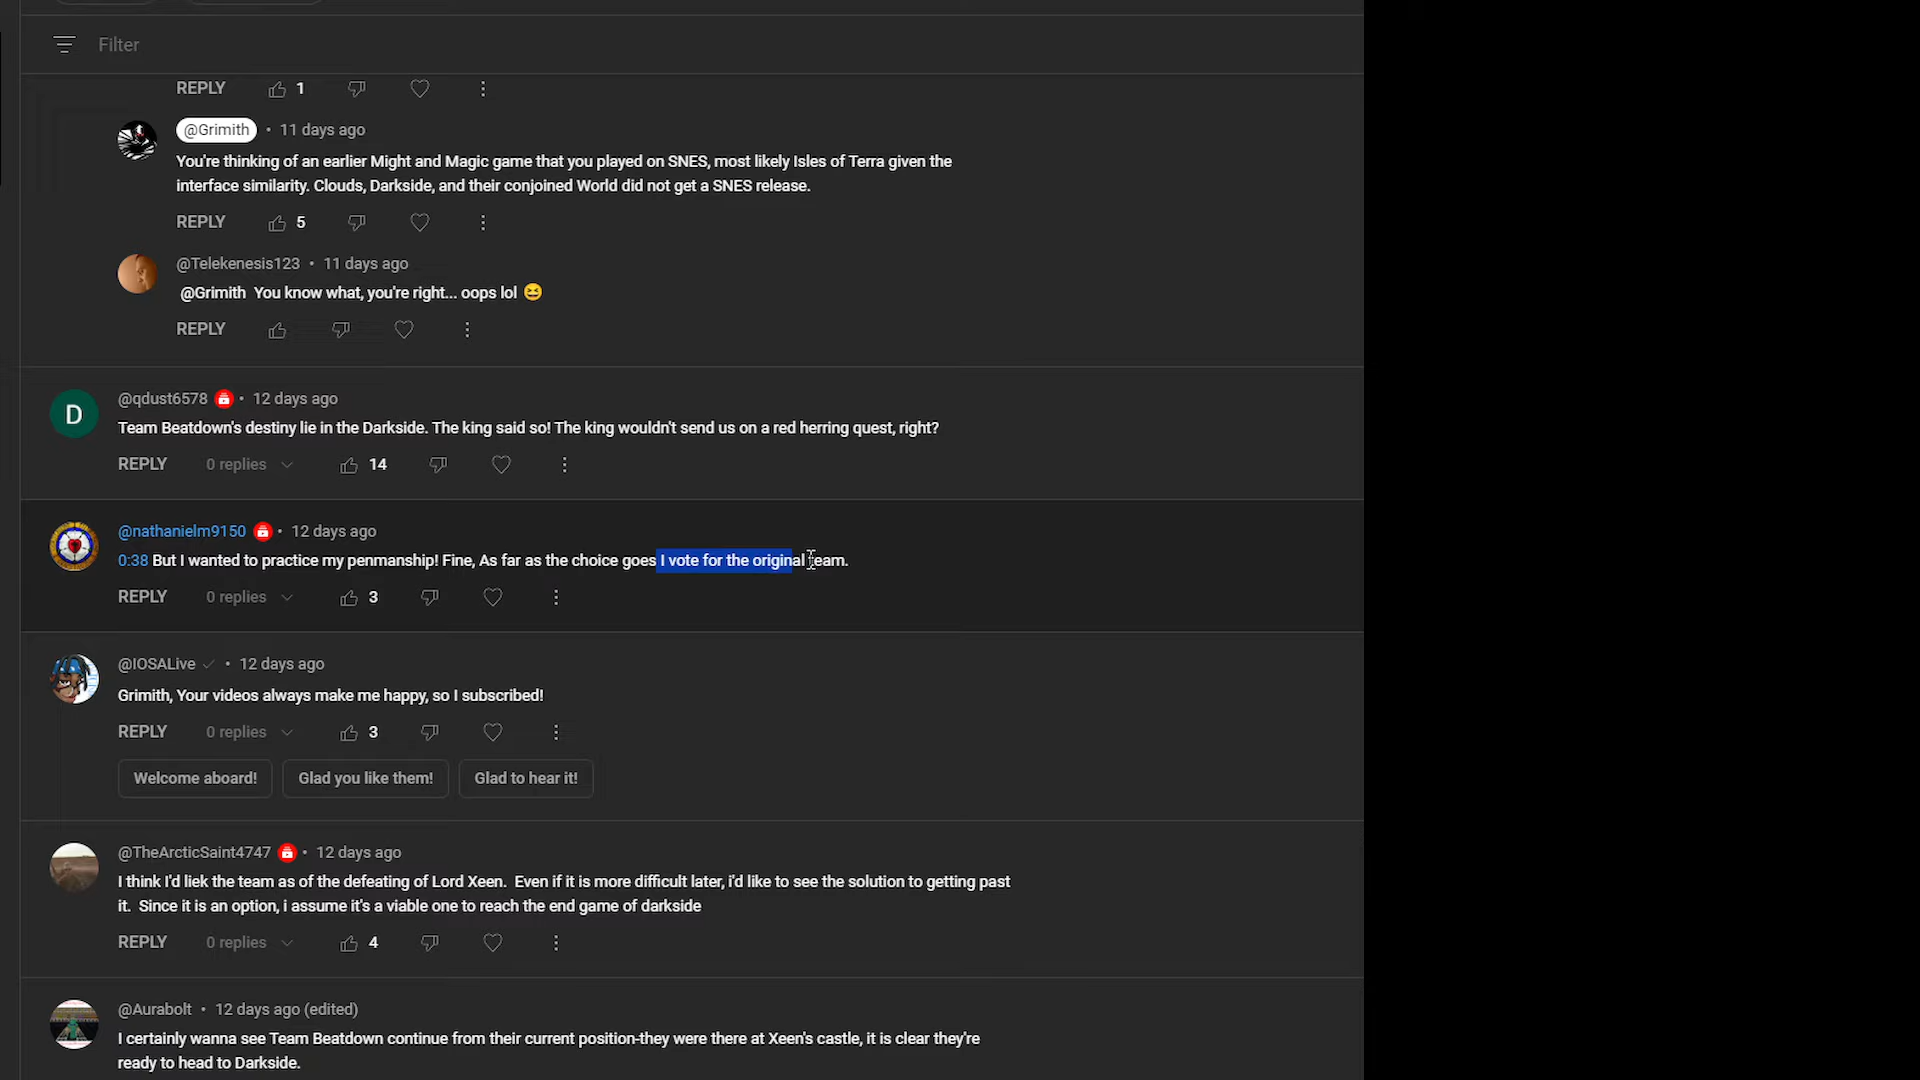 Filter
REPLY 1
@Grimith • 11 days ago
You're thinking of an earlier Might and Magic game that you played on SNES, most likely Isles of Terra given the
interface similarity. Clouds, Darkside, and their conjoined World did not get a SNES release.
REPLY 5
@Telekenesis123 • 11 days ago
@Grimith You know what, you're right... oops lol 😆
REPLY
D
@qdust6578 • 12 days ago
Team Beatdown's destiny lie in the Darkside. The king said so! The king wouldn't send us on a red herring quest, right?
REPLY 0 replies 14
@nathanielm9150 • 12 days ago
0:38 But I wanted to practice my penmanship! Fine, As far as the choice goes I vote for the original team.
REPLY 0 replies 3
@IOSALive • 12 days ago
Grimith, Your videos always make me happy, so I subscribed!
REPLY 0 replies 3
Welcome aboard! Glad you like them! Glad to hear it!
@TheArcticSaint4747 • 12 days ago
I think I'd liek the team as of the defeating of Lord Xeen. Even if it is more difficult later, i'd like to see the solution to getting past
it. Since it is an option, i assume it's a viable one to reach the end game of darkside
REPLY 0 replies 4
@Aurabolt • 12 days ago (edited)
I certainly wanna see Team Beatdown continue from their current position-they were there at Xeen's castle, it is clear they're
ready to head to Darkside.